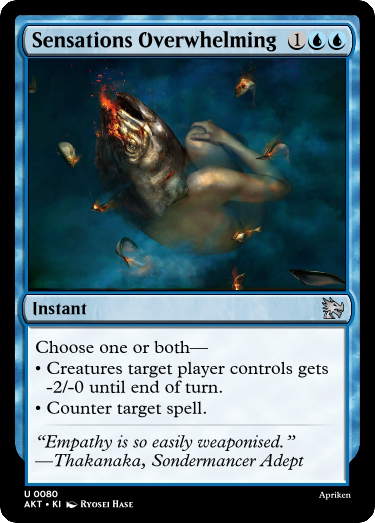 Sensations Overwhelming 1
Instant
Choose one or both—
• Creatures target player controls gets
-2/-0 until end of turn.
• Counter target spell.
“Empathy is so easily weaponised.”
—Thakanaka, Sondermancer Adept
U 0080
AKT • KI Ryosei Hase
Apriken